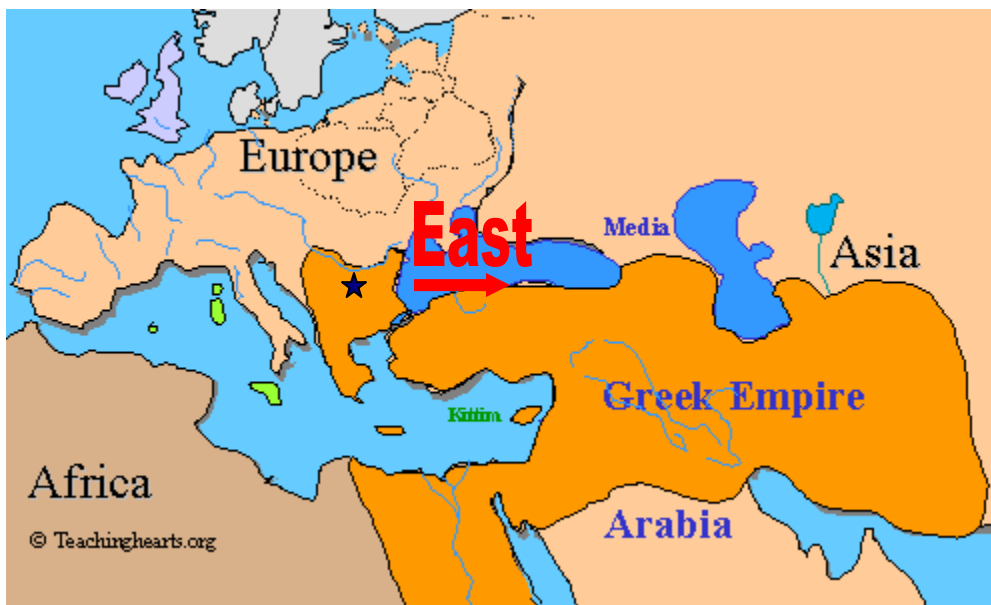 Europe
East
Media
Asia
Greek Empire
Kittim
Africa
Arabia
© Teachinghearts.org